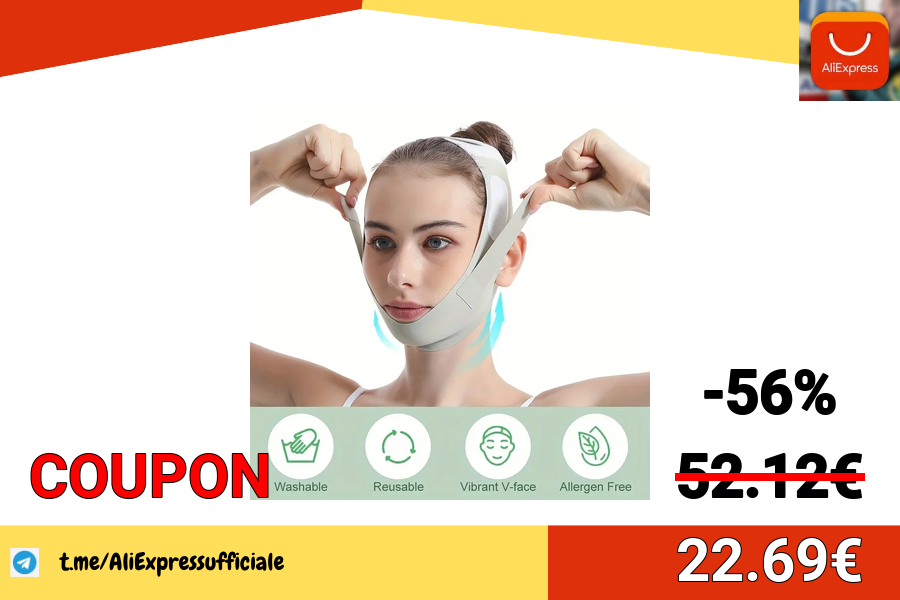 AliExpress
-56%
COUPON
52.12€
Washable
Reusable
Vibrant V-face
Allergen Free
t.me/AliExpressufficiale
22.69€